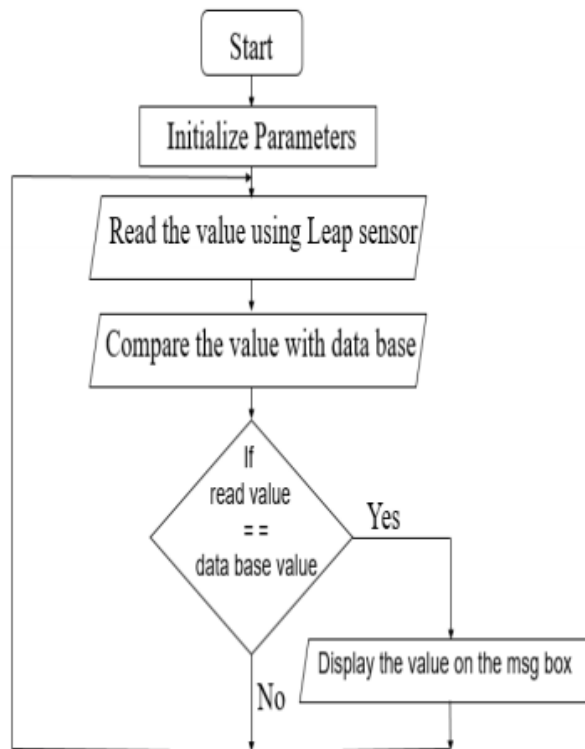 Start
Initialize Parameters
Read the value using Leap sensor
Compare the value with data base
If
read value
= =
data base value
Yes
Display the value on the msg box
No